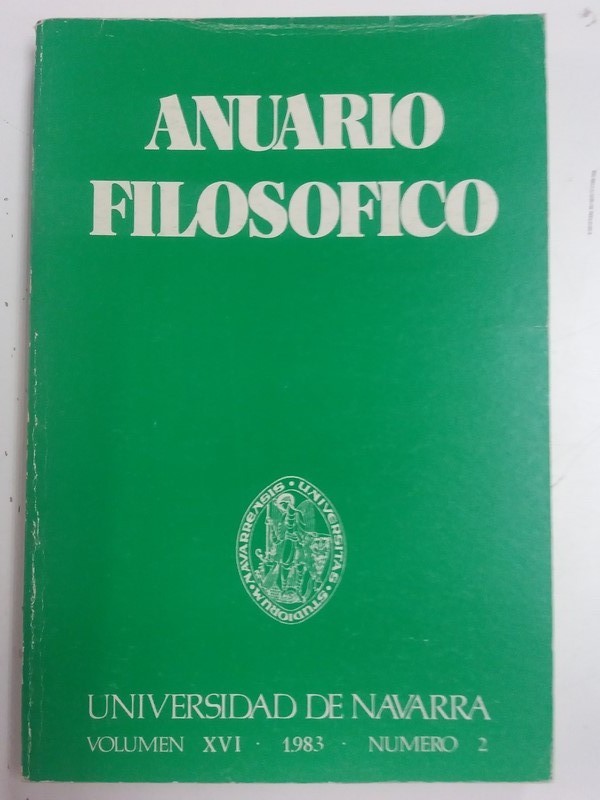 ANUARIO
FILOSOFICO
UNIVERSITAS · STUDIORUM · NAVARRENSIS ·
UNIVERSIDAD DE NAVARRA
VOLUMEN XVI · 1983 · NUMERO 2